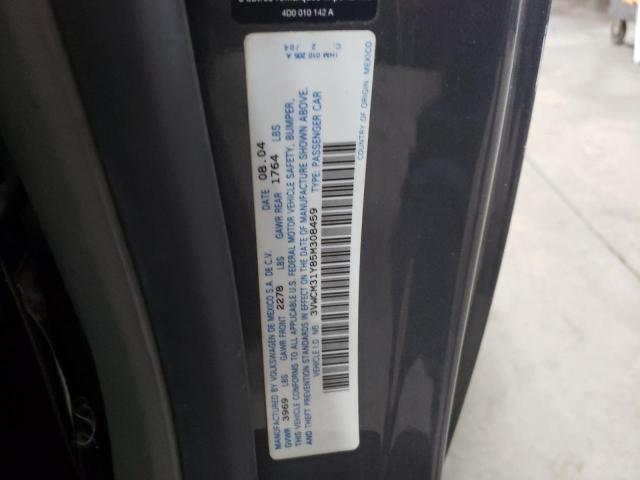 4D0 010 142 A
MANUFACTURED BY VOLKSWAGEN DE MEXICO S.A. DE C.V. DATE 08.04
GVWR 3969 LBS GAWR FRONT 2278 LBS GAWR REAR 1764 LBS
THIS VEHICLE CONFORMS TO ALL APPLICABLE U.S. FEDERAL MOTOR VEHICLE SAFETY, BUMPER,
AND THEFT PREVENTION STANDARDS IN EFFECT ON THE DATE OF MANUFACTURE SHOWN ABOVE.
VEHICLE I.D. NO. 3VWCM31Y85M308459 TYPE: PASSENGER CAR
COUNTRY OF ORIGIN: MEXICO